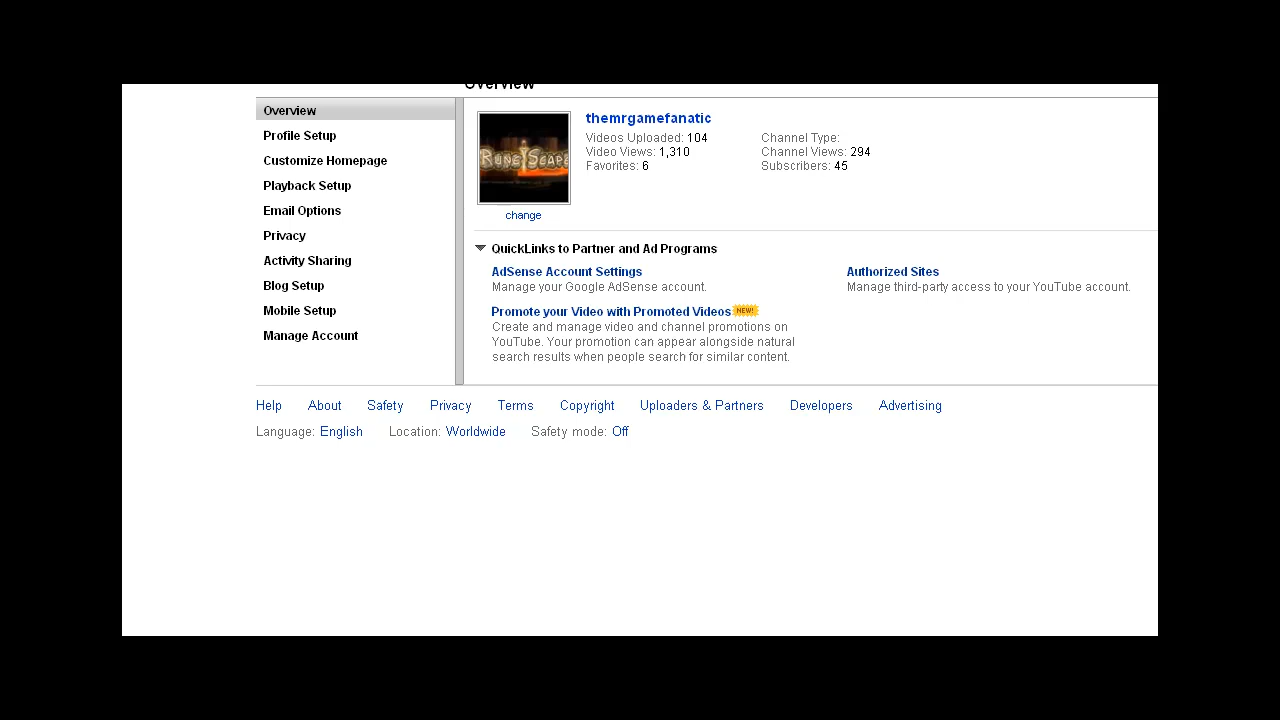 Overview
Overview
Profile Setup
Customize Homepage
Playback Setup
Email Options
Privacy
Activity Sharing
Blog Setup
Mobile Setup
Manage Account
RUNESCAPE
change
themrgamefanatic
Videos Uploaded: 104
Video Views: 1,310
Favorites: 6
Channel Type:
Channel Views: 294
Subscribers: 45
QuickLinks to Partner and Ad Programs
AdSense Account Settings
Manage your Google AdSense account.
Authorized Sites
Manage third-party access to your YouTube account.
Promote your Video with Promoted Videos NEW!
Create and manage video and channel promotions on
YouTube. Your promotion can appear alongside natural
search results when people search for similar content.
Help About Safety Privacy Terms Copyright Uploaders & Partners Developers Advertising
Language: English Location: Worldwide Safety mode: Off